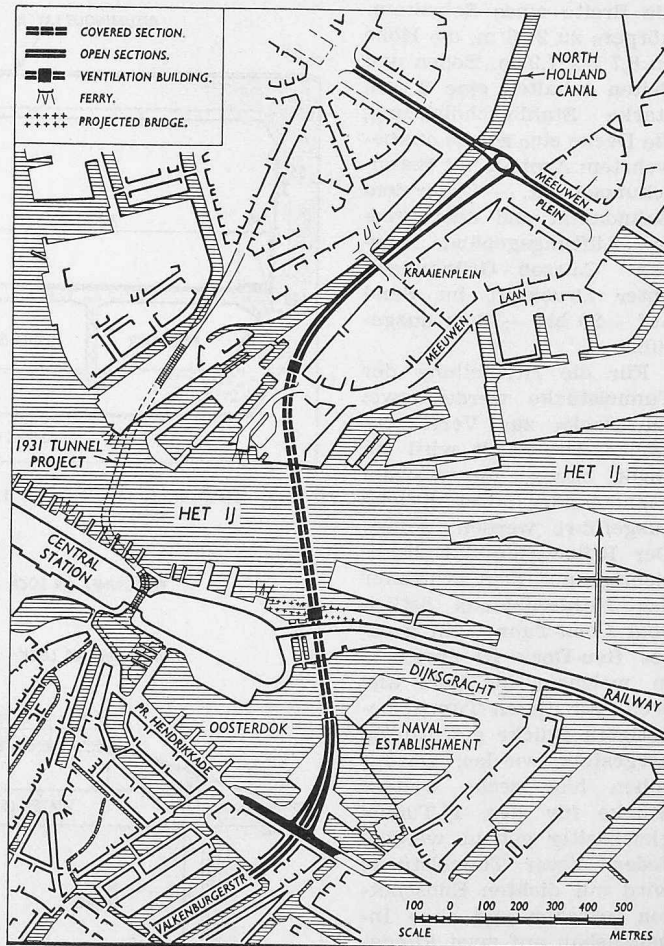 COVERED SECTION.
OPEN SECTIONS.
VENTILATION BUILDING.
FERRY.
PROJECTED BRIDGE.
NORTH
HOLLAND
CANAL
MEEUWEN
PLEIN
KRAAIENPLEIN
LAAN
MEEUWEN
1931 TUNNEL
PROJECT
HET IJ
HET IJ
CENTRAL
STATION
DIJKSGRACHT
RAILWAY
PR. HENDRIKKADE
OOSTERDOK
NAVAL
ESTABLISHMENT
VALKENBURGERSTR.
100 0 100 200 300 400 500
SCALE METRES